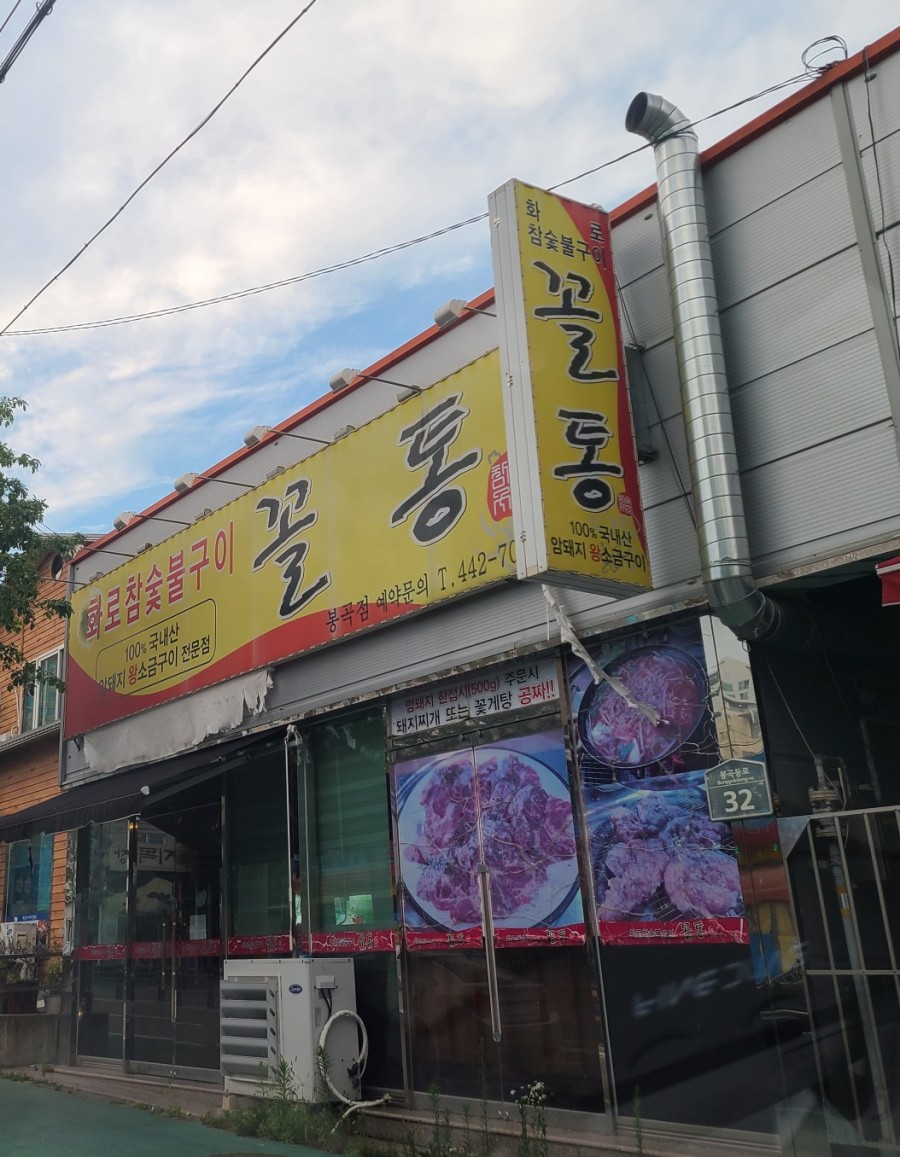 화로
참숯불구이
꼴통
100% 국내산
암돼지 왕소금구이
화로참숯불구이
꼴통
100% 국내산
암돼지 왕소금구이 전문점
봉곡점 예약문의 T.442-70
암돼지 한접시(500g) 주문시
돼지찌개 또는 꽃게탕 공짜!!
봉곡동로
32